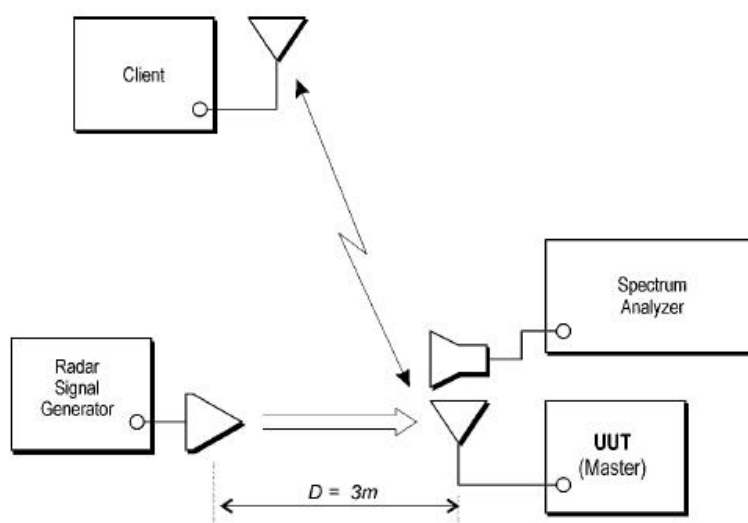 Client
Spectrum
Analyzer
Radar
Signal
Generator
UUT
(Master)
D = 3m